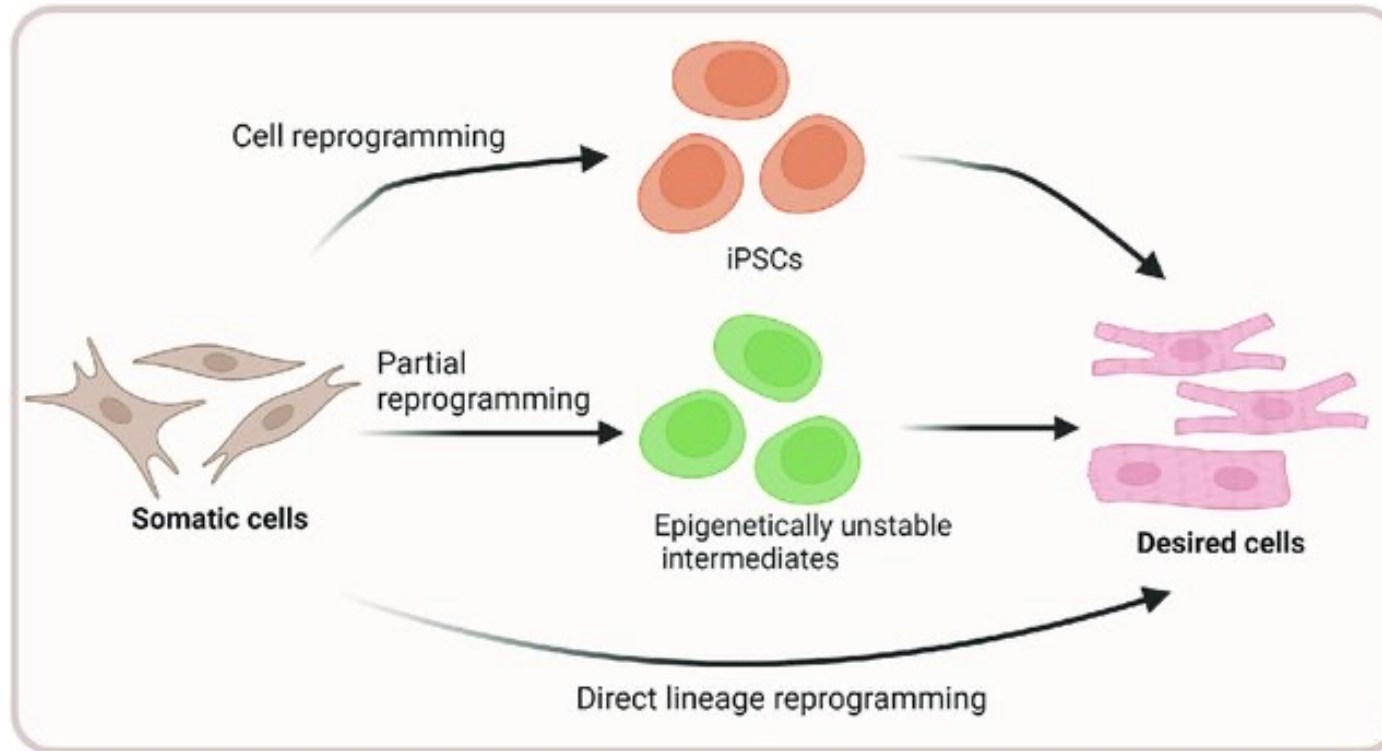 Cell reprogramming
iPSCs
Partial
reprogramming
Somatic cells
Epigenetically unstable
intermediates
Desired cells
Direct lineage reprogramming